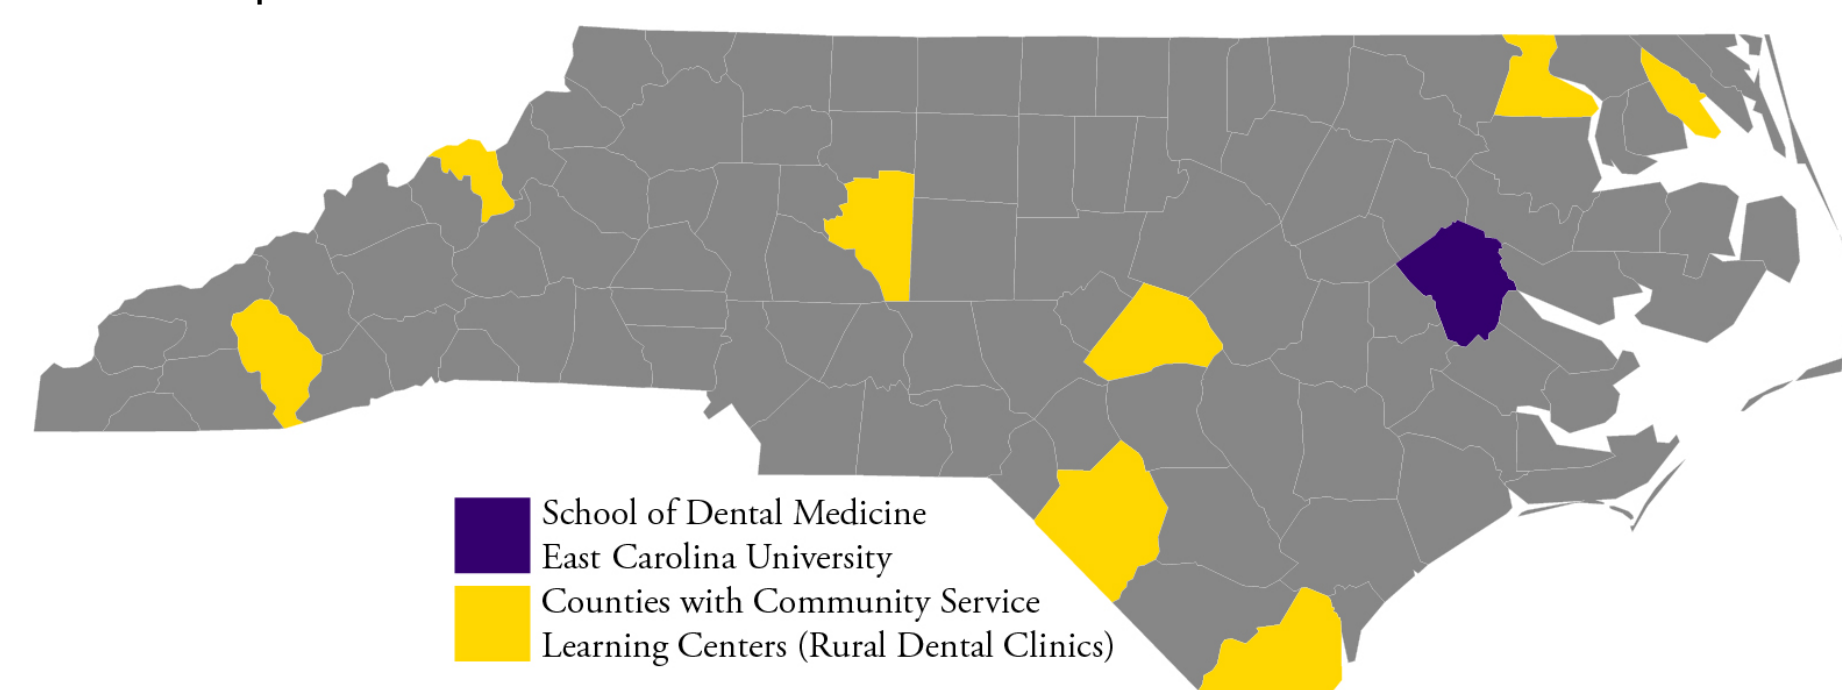 School of Dental Medicine
East Carolina University
Counties with Community Service
Learning Centers (Rural Dental Clinics)